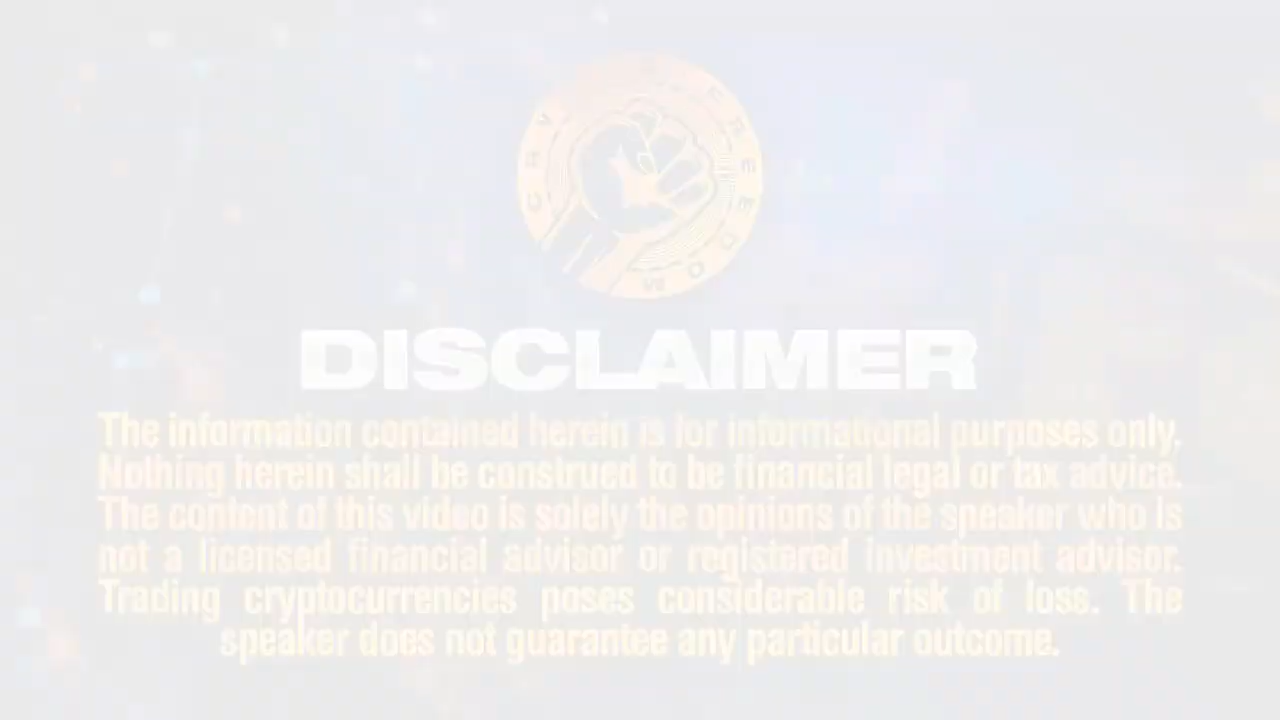 DISCLAIMER
The information contained herein is for informational purposes only.
Nothing herein shall be construed to be financial legal or tax advice.
The content of this video is solely the opinions of the speaker who is
not a licensed financial advisor or registered investment advisor.
Trading cryptocurrencies poses considerable risk of loss. The
speaker does not guarantee any particular outcome.